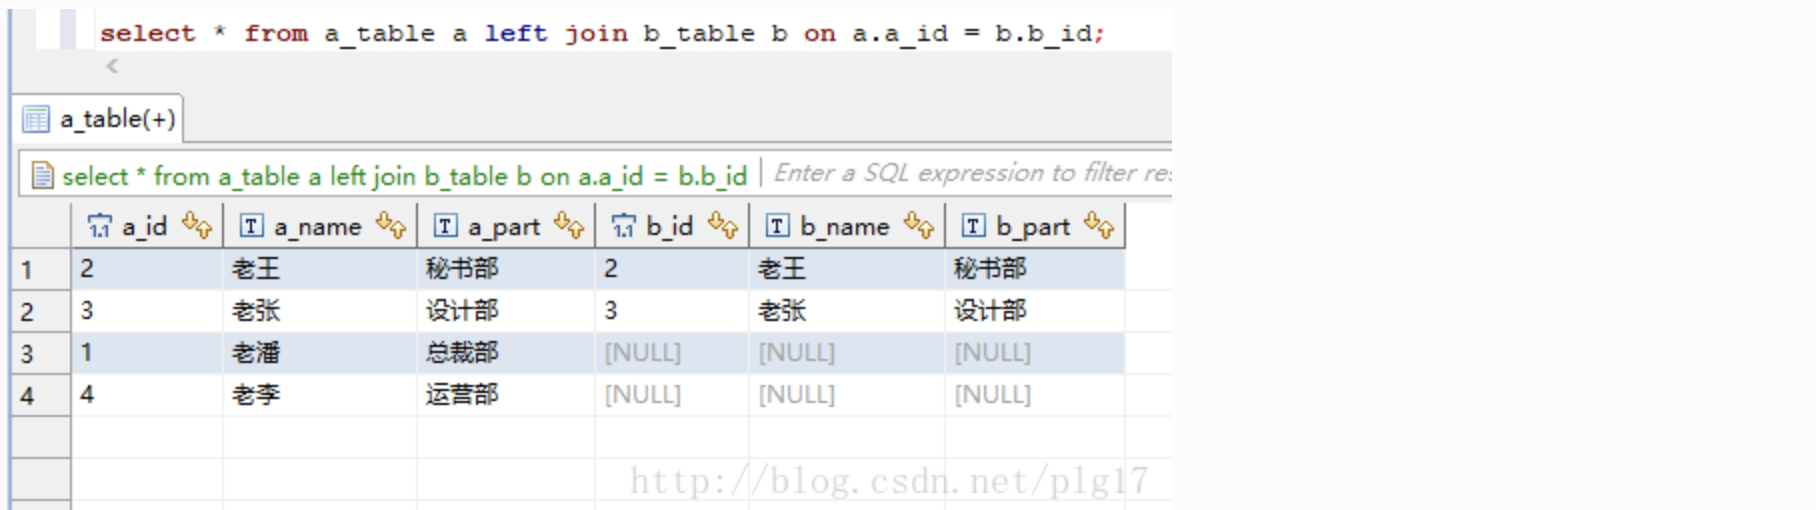 select * from a_table a left join b_table b on a.a_id = b.b_id;
a_table(+)
select * from a_table a left join b_table b on a.a_id = b.b_id Enter a SQL expression to filter re
a_id a_name a_part b_id b_name b_part
1 2 老王 秘书部 2 老王 秘书部
2 3 老张 设计部 3 老张 设计部
3 1 老潘 总裁部 [NULL] [NULL] [NULL]
4 4 老李 运营部 [NULL] [NULL] [NULL]
http://blog.csdn.net/plg17